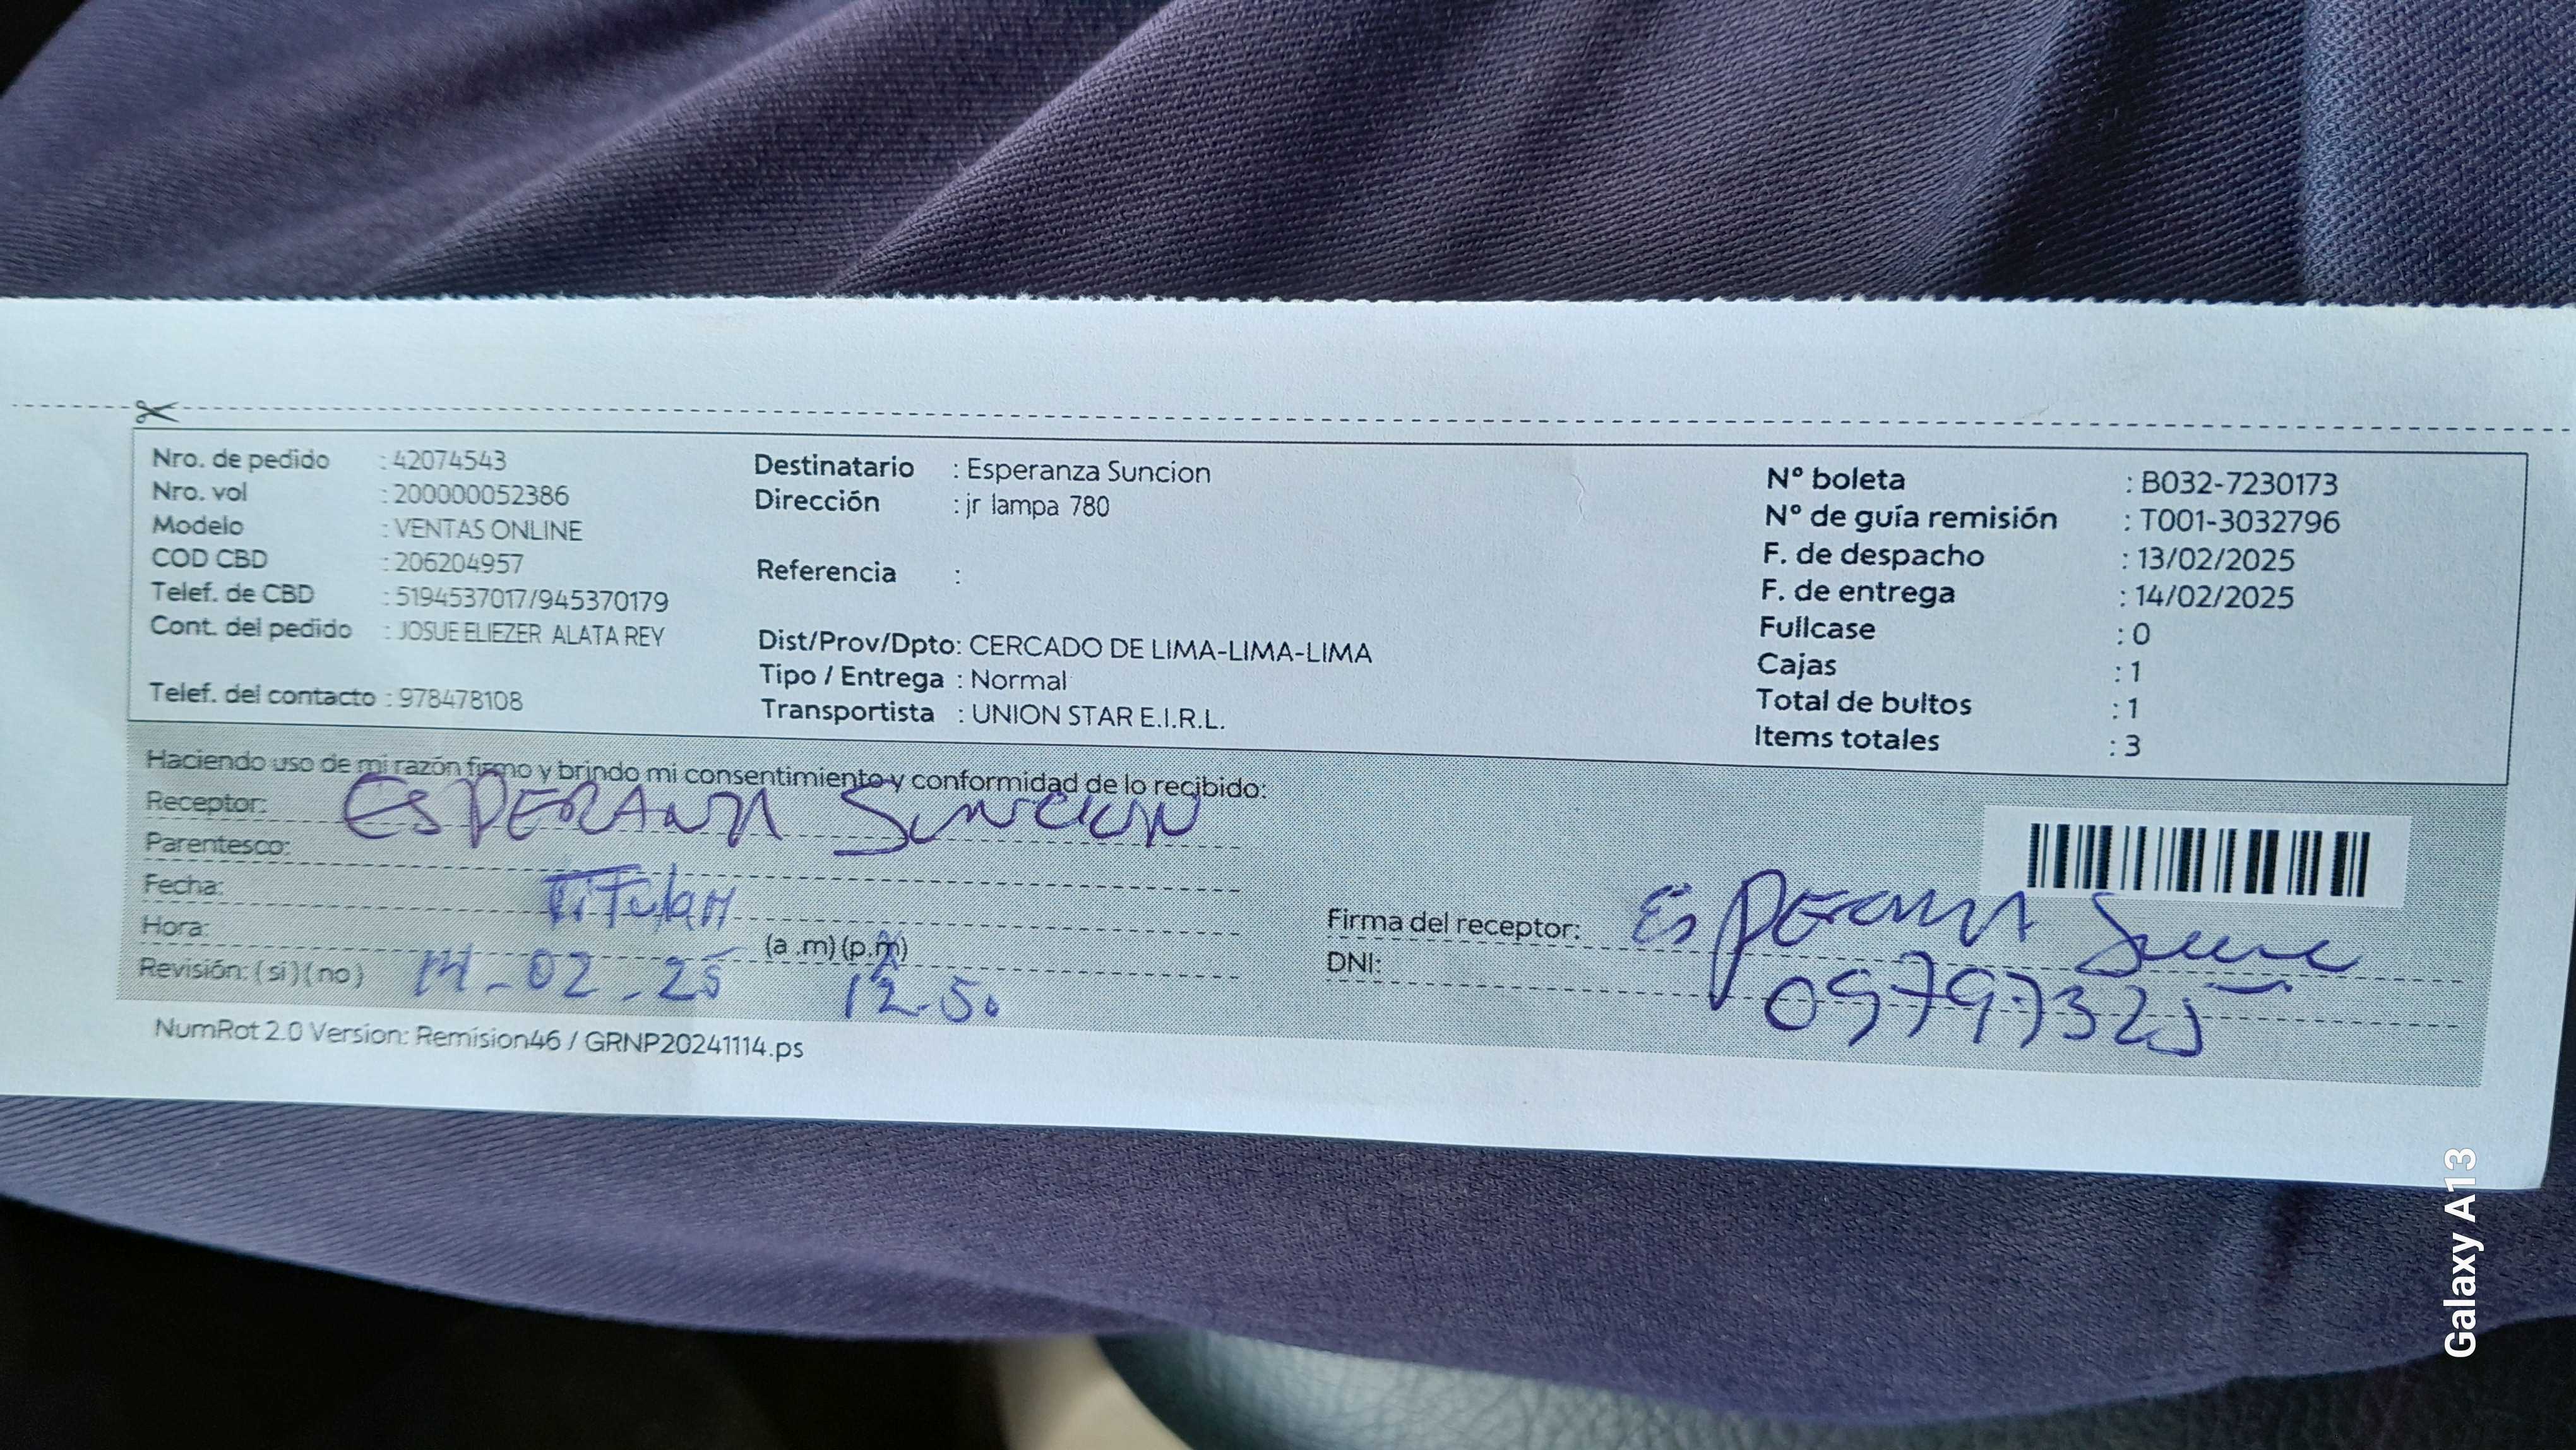 Nro. de pedido : 42074543
Nro. vol : 200000052386
Modelo : VENTAS ONLINE
COD CBD : 206204957
Telef. de CBD : 5194537017/945370179
Cont. del pedido : JOSUE ELIEZER ALATA REY
Telef. del contacto : 978478108
Destinatario : Esperanza Suncion
Dirección : jr lampa 780
Referencia :
Dist/Prov/Dpto: CERCADO DE LIMA-LIMA-LIMA
Tipo / Entrega : Normal
Transportista : UNION STAR E.I.R.L.
Nº boleta : B032-7230173
Nº de guía remisión : T001-3032796
F. de despacho : 13/02/2025
F. de entrega : 14/02/2025
Fullcase : 0
Cajas : 1
Total de bultos : 1
Items totales : 3
Haciendo uso de mi razón firmo y brindo mi consentimiento y conformidad de lo recibido:
Receptor: ESPERANZA SUNCION
Parentesco:
Fecha: Titular
Hora: (a .m) (p.m)
Revisión: (si) (no) 14-02-25 12.50
Firma del receptor: ESPERANZA
DNI: 09797325
NumRot 2.0 Version: Remision46 / GRNP20241114.ps
Galaxy A13